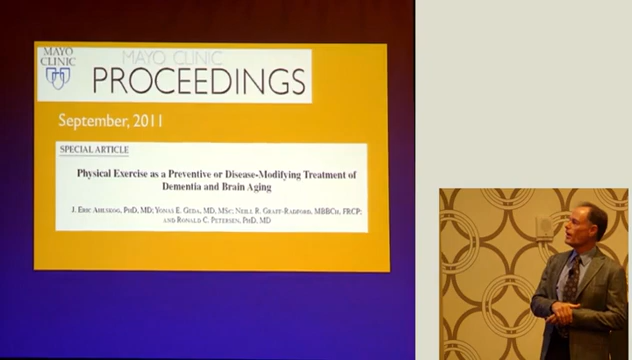 MAYO
CLINIC
MAYO CLINIC
PROCEEDINGS
September, 2011
SPECIAL ARTICLE
Physical Exercise as a Preventive or Disease-Modifying Treatment of
Dementia and Brain Aging
J. Eric Ahlskog, PhD, MD; Yonas E. Geda, MD, MSc; Neill R. Graff-Radford, MBBCh, FRCP;
and Ronald C. Petersen, PhD, MD